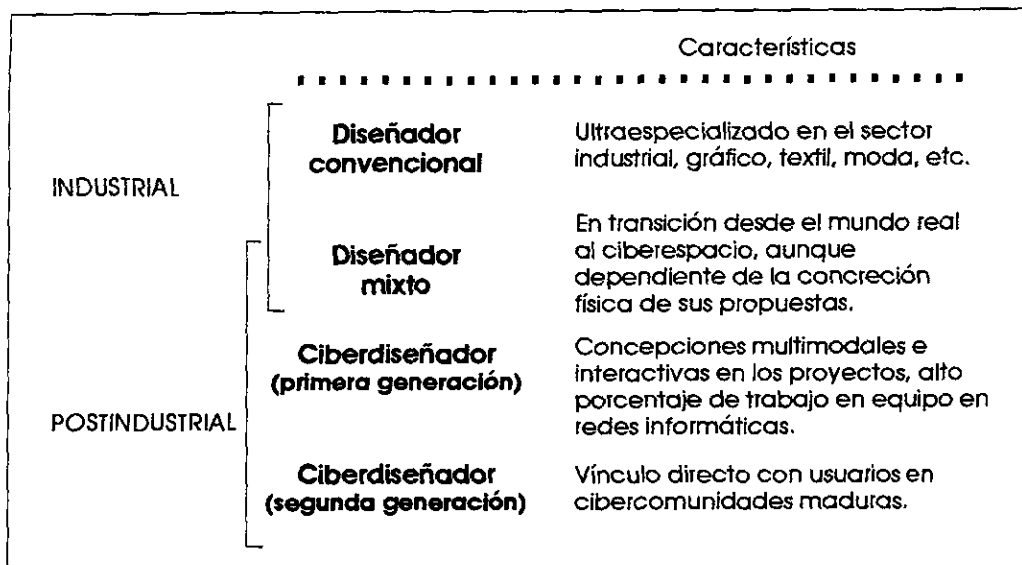 Características
Diseñador
convencional
Ultraespecializado en el sector
industrial, gráfico, textil, moda, etc.
INDUSTRIAL
Diseñador
mixto
En transición desde el mundo real
al ciberespacio, aunque
dependiente de la concreción
física de sus propuestas.
Ciberdiseñador
(primera generación)
Concepciones multimodales e
interactivas en los proyectos, alto
porcentaje de trabajo en equipo en
redes informáticas.
POSTINDUSTRIAL
Ciberdiseñador
(segunda generación)
Vínculo directo con usuarios en
cibercomunidades maduras.